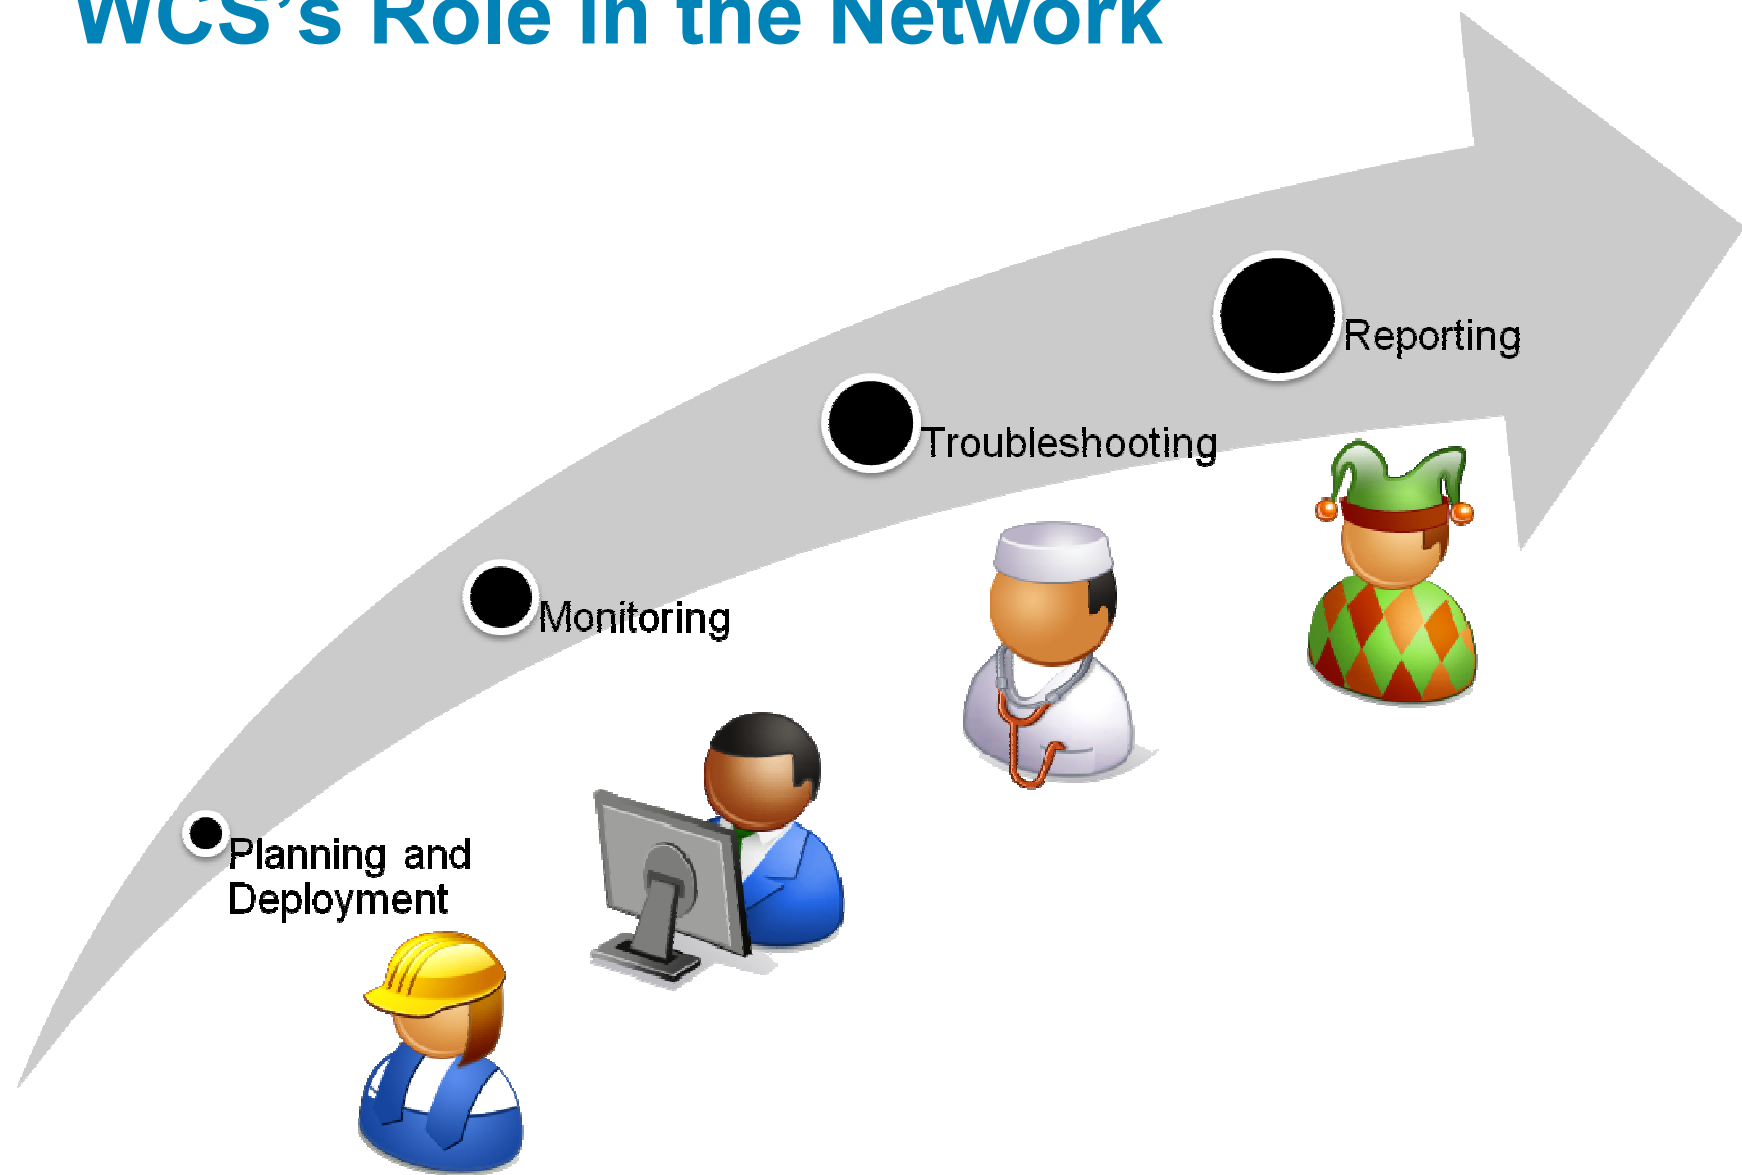 WCS's Role in the Network
Reporting
Troubleshooting
Monitoring
Planning and
Deployment